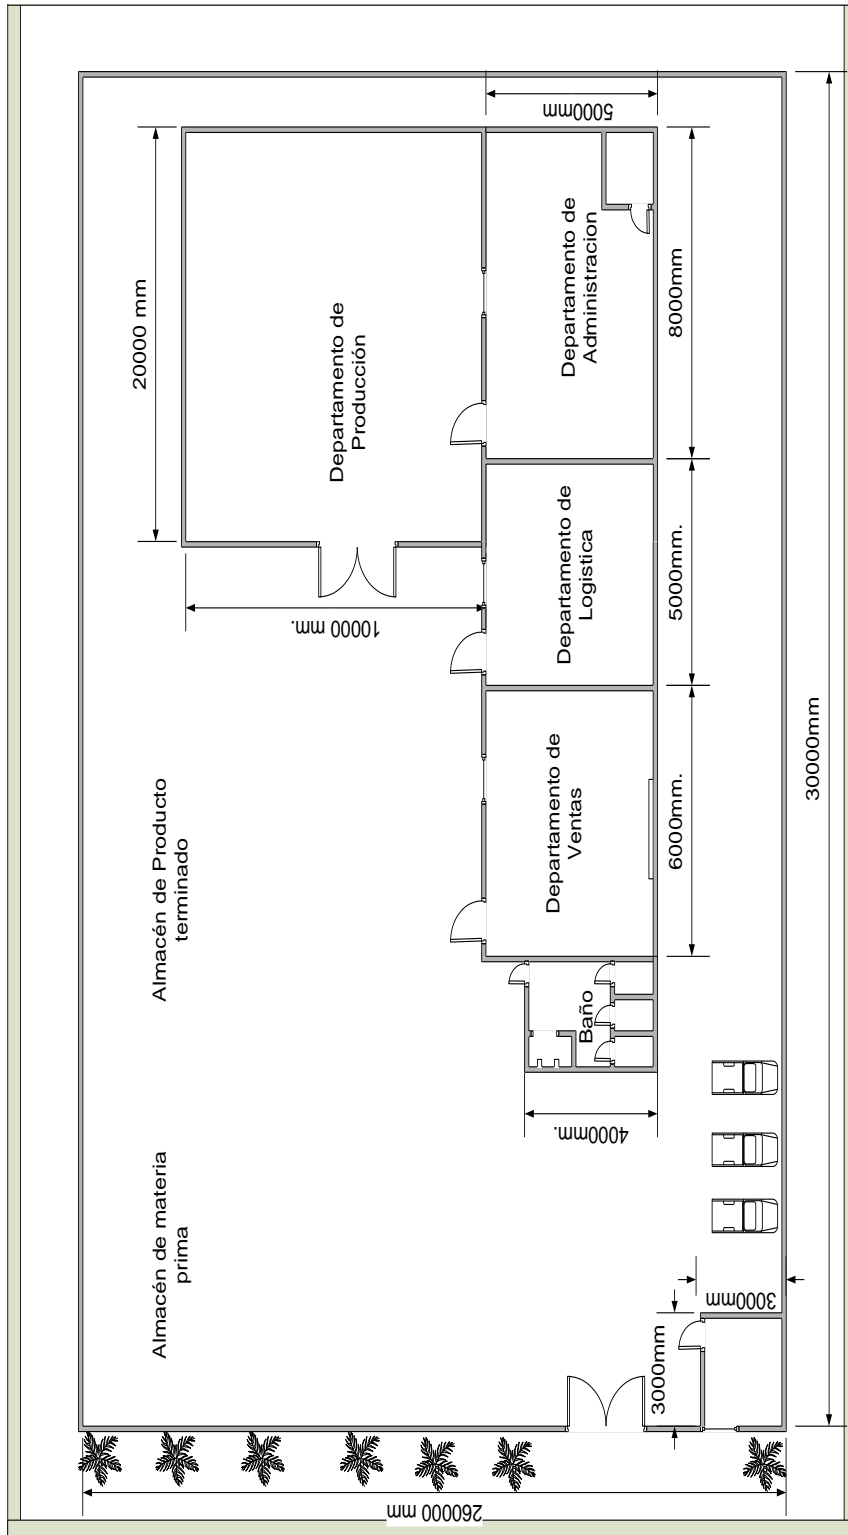 5000mm
20000 mm
Departamento de
Producción
Departamento de
Administracion
8000mm
10000 mm.
Departamento de
Logistica
5000mm.
30000mm
Almacén de Producto
terminado
Departamento de
Ventas
6000mm.
Baño
4000mm.
Almacén de materia
prima
3000mm
3000mm
260000 mm